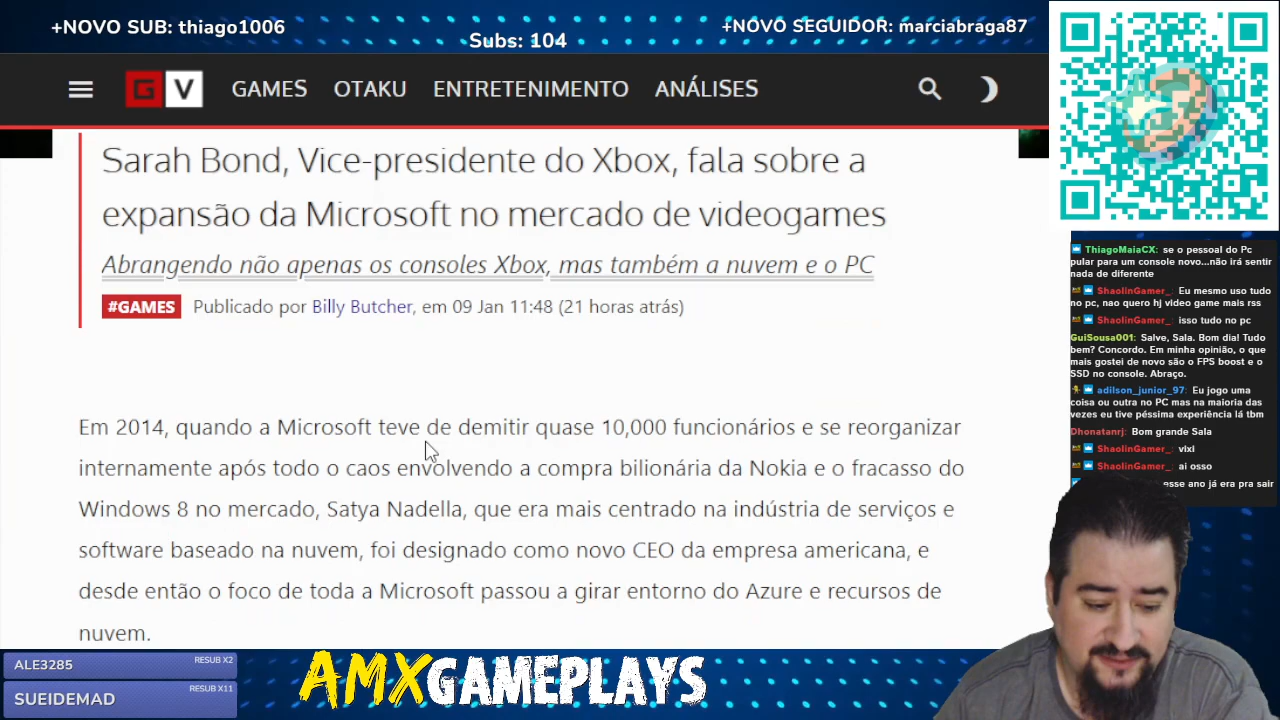 +NOVO SUB: thiago1006
Subs: 104
+NOVO SEGUIDOR: marciabraga87
G V GAMES OTAKU ENTRETENIMENTO ANÁLISES
Sarah Bond, Vice-presidente do Xbox, fala sobre a
expansão da Microsoft no mercado de videogames
Abrangendo não apenas os consoles Xbox, mas também a nuvem e o PC
#GAMES Publicado por Billy Butcher, em 09 Jan 11:48 (21 horas atrás)
Em 2014, quando a Microsoft teve de demitir quase 10,000 funcionários e se reorganizar
internamente após todo o caos envolvendo a compra bilionária da Nokia e o fracasso do
Windows 8 no mercado, Satya Nadella, que era mais centrado na indústria de serviços e
software baseado na nuvem, foi designado como novo CEO da empresa americana, e
desde então o foco de toda a Microsoft passou a girar entorno do Azure e recursos de
nuvem.
ThiagoMaiaCX: se o pessoal do Pc
pular para um console novo...não irá sentir
nada de diferente
ShaolinGamer_: Eu mesmo uso tudo
no pc, nao quero hj video game mais rss
ShaolinGamer_: isso tudo no pc
GuiSousa001: Salve, Sala. Bom dia! Tudo
bem? Concordo. Em minha opinião, o que
mais gostei de novo são o FPS boost e o
SSD no console. Abraço.
adilson_junior_97: Eu jogo uma
coisa ou outra no PC mas na maioria das
vezes eu tive péssima experiência lá tbm
Dhonatanrj: Bom grande Sala
ShaolinGamer_: vixi
ShaolinGamer_: ai osso
esse ano já era pra sair
ALE3285 RESUB X2
SUEIDEMAD RESUB X11
AMXGAMEPLAYS